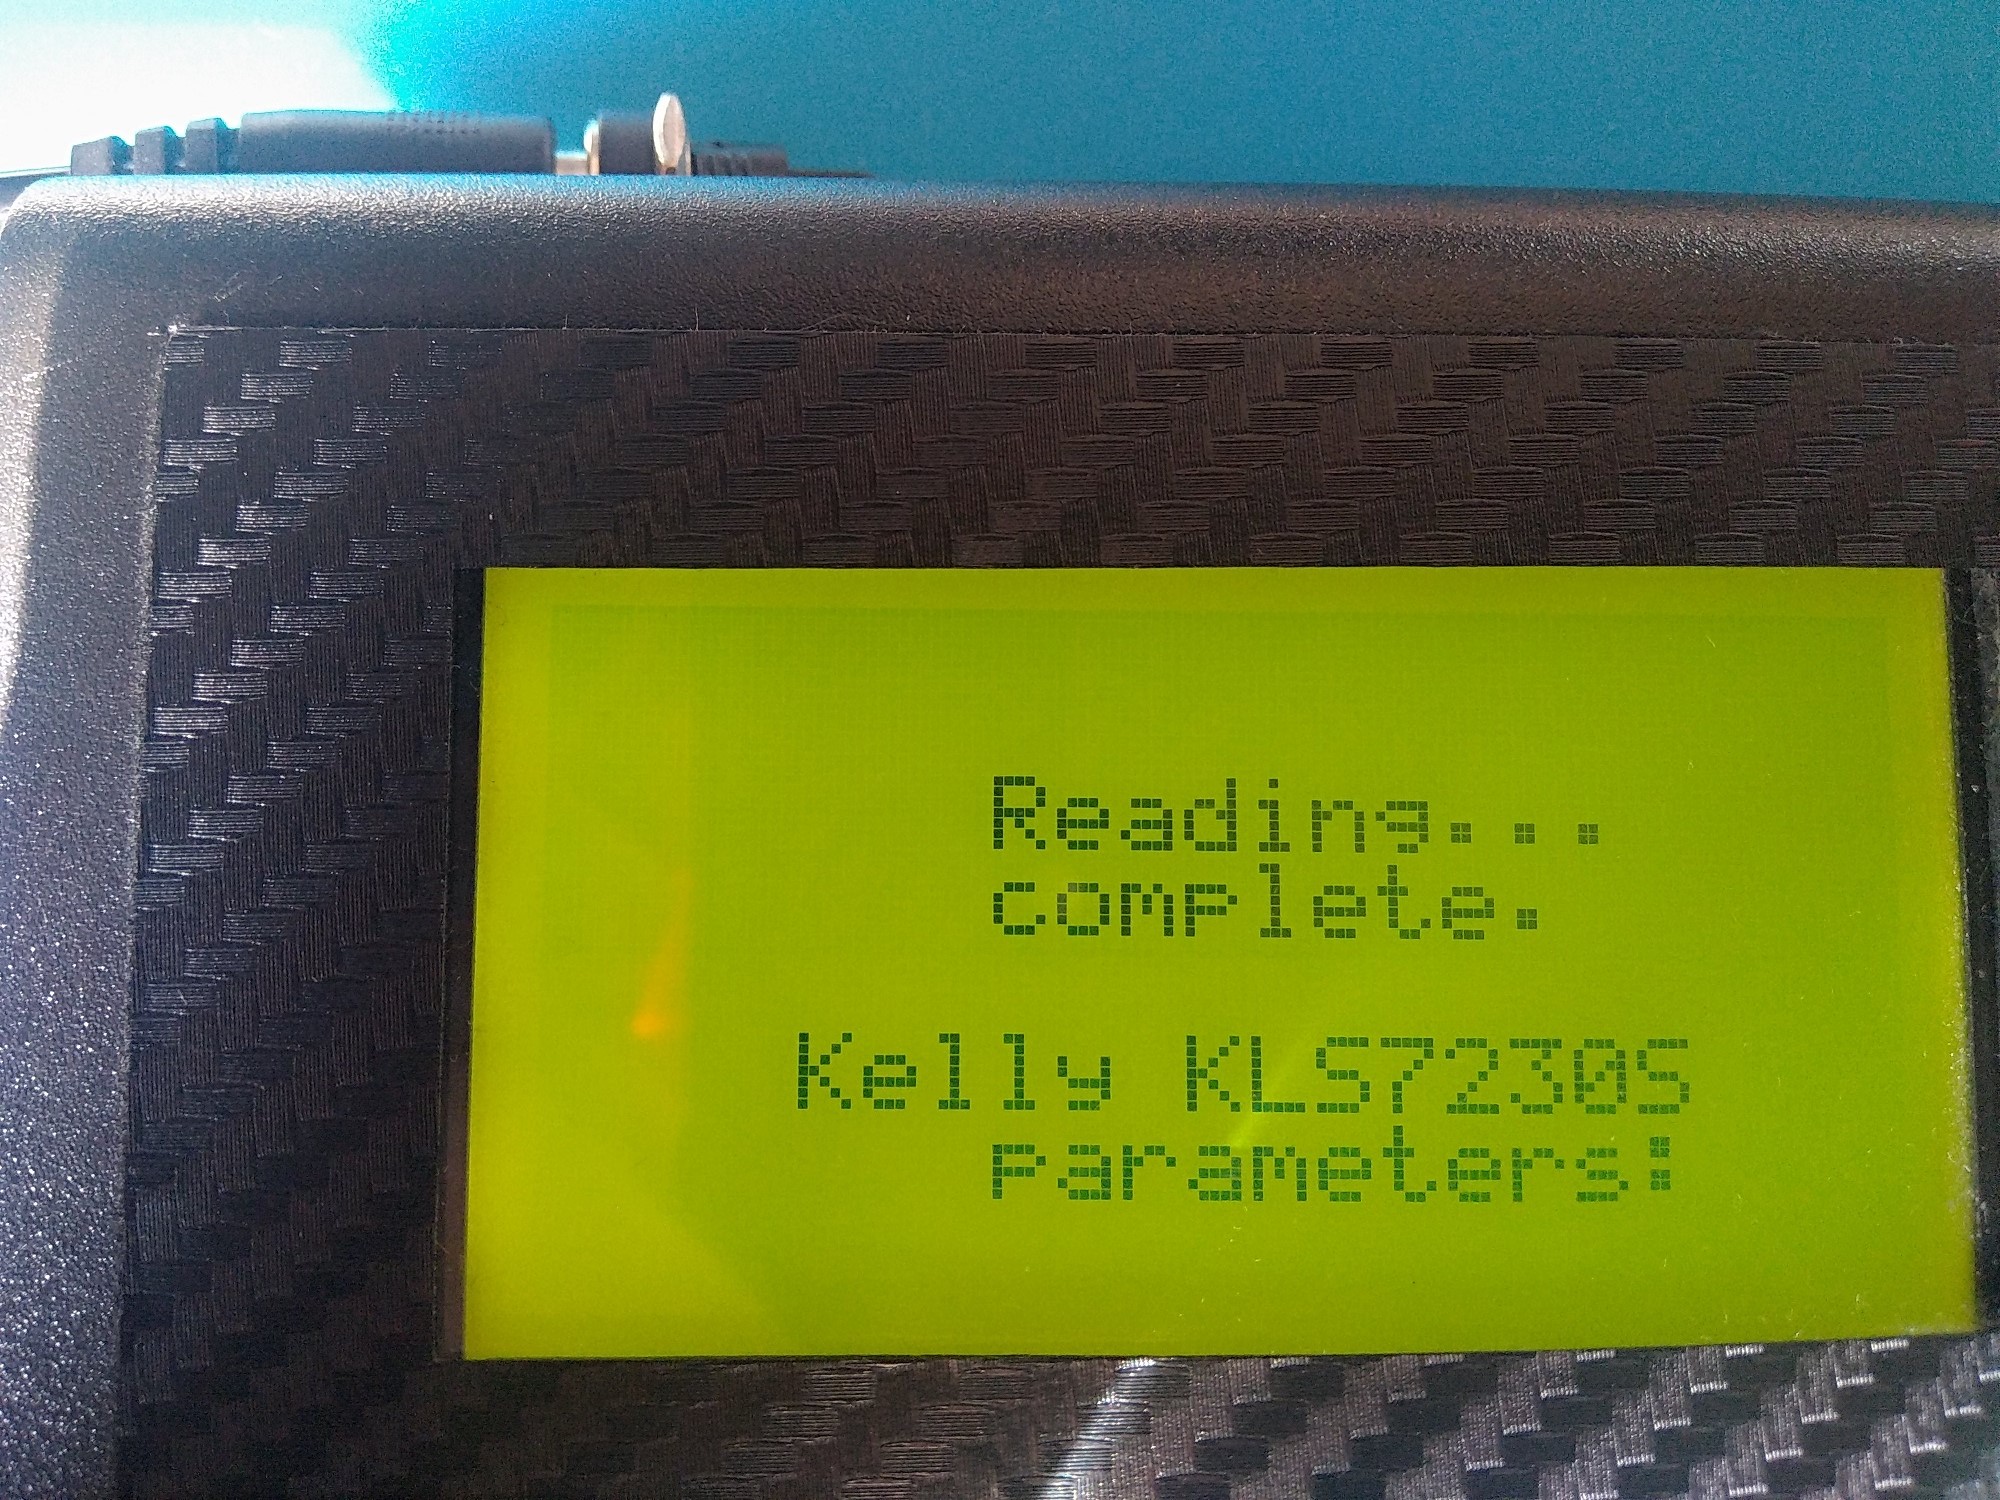 Reading...
complete.
Kelly KLS7230S
parameters!